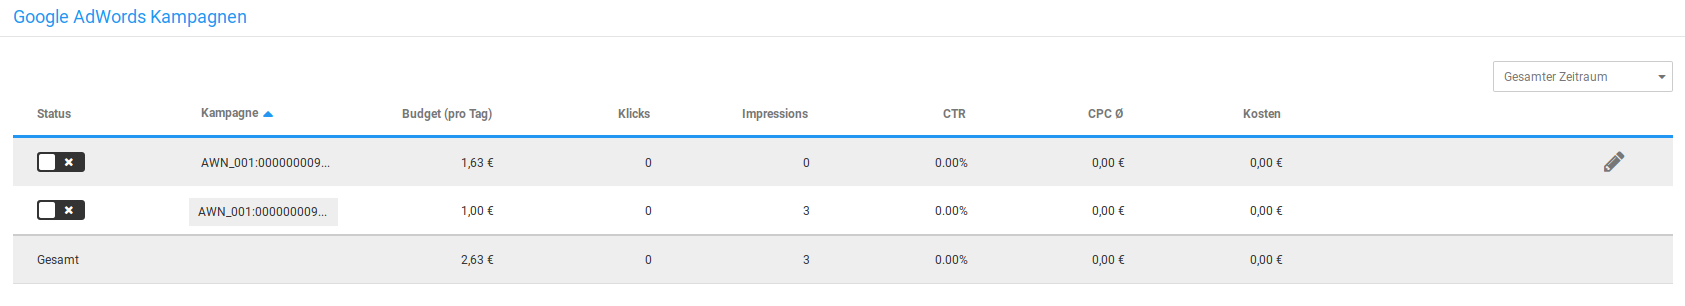 Google AdWords Kampagnen
Gesamter Zeitraum
Status Kampagne Budget (pro Tag) Klicks Impressions CTR CPC Ø Kosten
AWN_001:000000009... 1,63 € 0 0 0.00% 0,00 € 0,00 €
AWN_001:000000009... 1,00 € 0 3 0.00% 0,00 € 0,00 €
Gesamt 2,63 € 0 3 0.00% 0,00 € 0,00 €